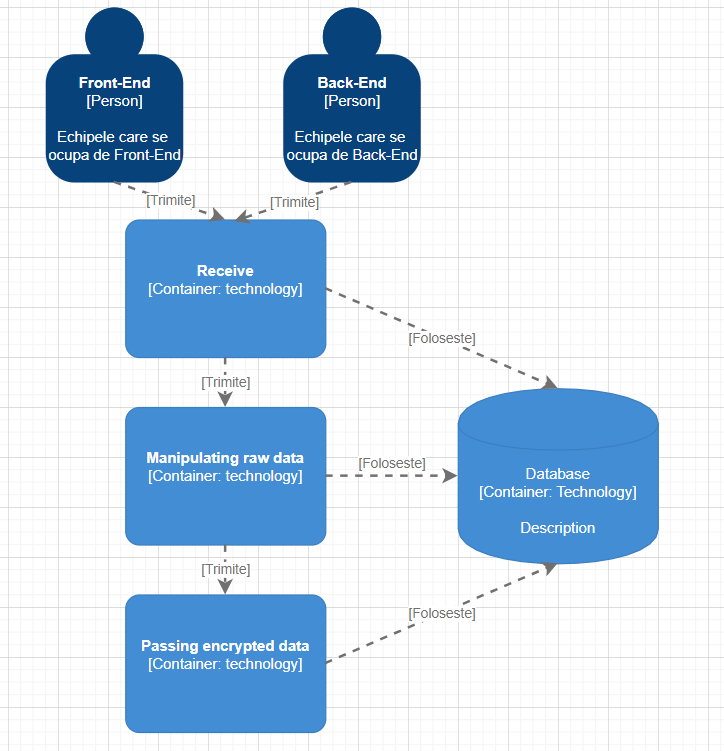 Front-End
[Person]
Echipele care se
ocupa de Front-End
Back-End
[Person]
Echipele care se
ocupa de Back-End
[Trimite]
[Trimite]
Receive
[Container: technology]
[Foloseste]
[Trimite]
Manipulating raw data
[Container: technology]
[Foloseste]
Database
[Container: Technology]
Description
[Trimite]
[Foloseste]
Passing encrypted data
[Container: technology]